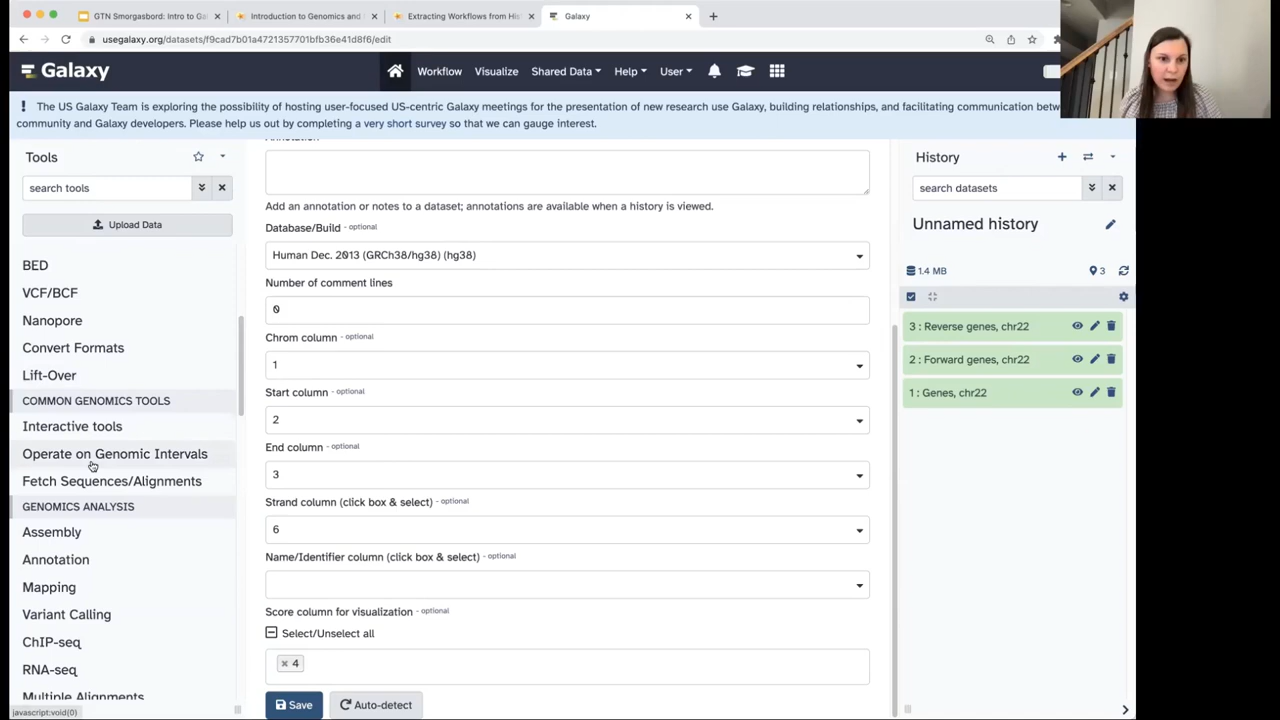 GTN Smorgasbord: Intro to Gal
Introduction to Genomics and
Extracting Workflows from His
Galaxy
usegalaxy.org/datasets/f9cad7b01a4721357701bfb36e41d8f6/edit
Galaxy
Workflow Visualize Shared Data Help User
The US Galaxy Team is exploring the possibility of hosting user-focused US-centric Galaxy meetings for the presentation of new research use Galaxy, building relationships, and facilitating communication betw
community and Galaxy developers. Please help us out by completing a very short survey so that we can gauge interest.
Tools
search tools
Upload Data
BED
VCF/BCF
Nanopore
Convert Formats
Lift-Over
COMMON GENOMICS TOOLS
Interactive tools
Operate on Genomic Intervals
Fetch Sequences/Alignments
GENOMICS ANALYSIS
Assembly
Annotation
Mapping
Variant Calling
ChIP-seq
RNA-seq
Multiple Alignments
javascript:void(0)
Annotation
Add an annotation or notes to a dataset; annotations are available when a history is viewed.
Database/Build - optional
Human Dec. 2013 (GRCh38/hg38) (hg38)
Number of comment lines
0
Chrom column - optional
1
Start column - optional
2
End column - optional
3
Strand column (click box & select) - optional
6
Name/Identifier column (click box & select) - optional
Score column for visualization - optional
Select/Unselect all
4
Save Auto-detect
History
search datasets
Unnamed history
1.4 MB 3
3 : Reverse genes, chr22
2 : Forward genes, chr22
1 : Genes, chr22